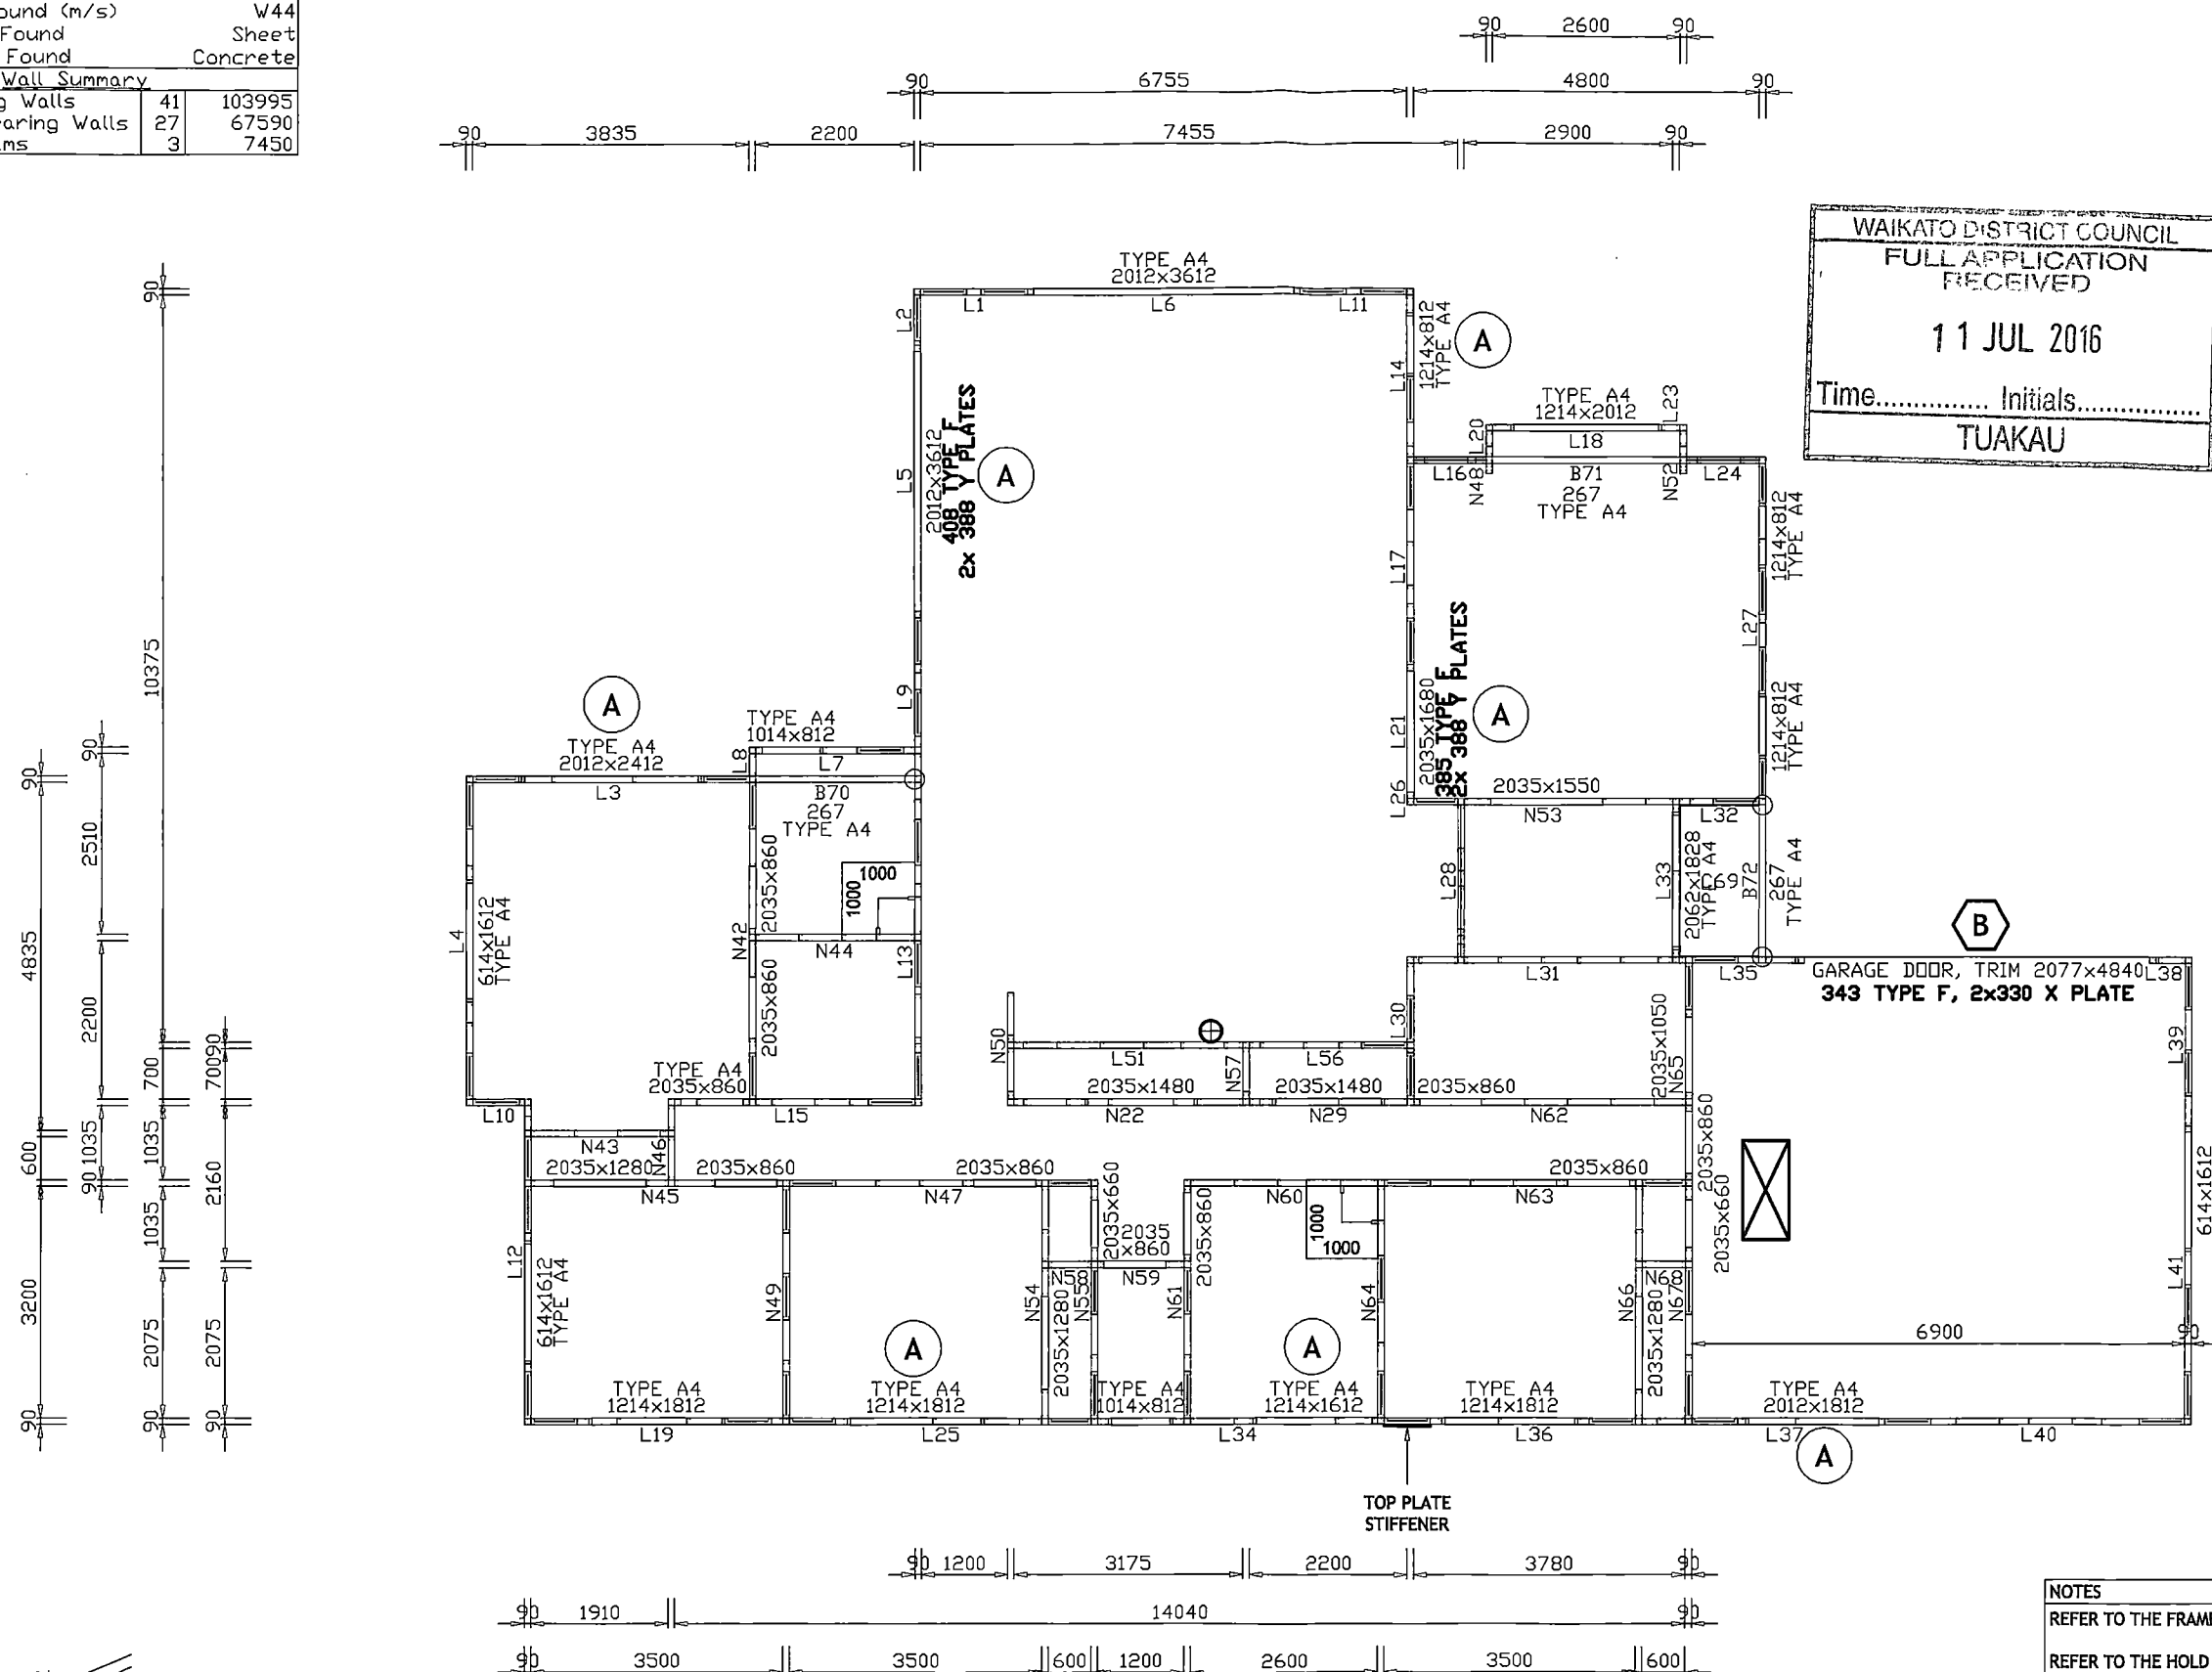 ound (m/s) W44
Found Sheet
Found Concrete
Wall Summary
g Walls 41 103995
aring Walls 27 67590
ms 3 7450
90 2600 90
90 6755 4800 90
90 3835 2200 7455 2900 90
WAIKATO DISTRICT COUNCIL
FULL APPLICATION
RECEIVED
11 JUL 2016
Time............... Initials................
TUAKAU
TYPE A4
2012x3612
L1 L6 L11
L2
1214x812
TYPE A4
A
L14
L5
2012x3612
408 TYPE F
2x 388 Y PLATES
A
TYPE A4
1214x2012
L23
L20
L18
L16
N48
B71
267
TYPE A4
N52
L24
1214x812
TYPE A4
L17
L27
385 TYPE F
2x 388 Y PLATES
2035x1680
L21
A
1214x812
TYPE A4
L26
2035x1550
N53
L32
L9
A
TYPE A4
2012x2412
L3
TYPE A4
1014x812
L8
L7
B70
267
TYPE A4
2035x860
1000
1000
L4
614x1612
TYPE A4
N42
N44
L13
2035x860
TYPE A4
2035x860
L10
L15
L28
L33
2062x1828
TYPE A4
C69
B72
267
TYPE A4
B
L31
L35
GARAGE DOOR, TRIM 2077x4840
L38
343 TYPE F, 2x330 X PLATE
L30
2035x1050
N65
L39
N50
L51
N57
L56
2035x1480
2035x1480
2035x860
N22
N29
N62
N43
N46
2035x1280
2035x860
2035x860
2035x860
2035x860
N45
N47
N60
N63
2035x660
2035
x860
2035x860
1000
1000
2035x660
614x1612
L12
614x1612
TYPE A4
N49
N54
N58
N55
N59
N61
N64
N66
N68
N67
L41
2035x1280
2035x1280
A
A
6900 90
TYPE A4
1214x1812
TYPE A4
1214x1812
TYPE A4
1014x812
TYPE A4
1214x1612
TYPE A4
1214x1812
TYPE A4
2012x1812
L19
L25
L34
L36
L37
L40
A
TOP PLATE
STIFFENER
90
4835
600
3200
90
90
2510
2200
1035
90
90
10375
700
1035
1035
2075
90
90
700
2160
2075
90
90 1200 3175 2200 3780 90
90 1910 14040 90
90 3500 3500 600 1200 2600 3500 600
NOTES
REFER TO THE FRAM
REFER TO THE HOLD